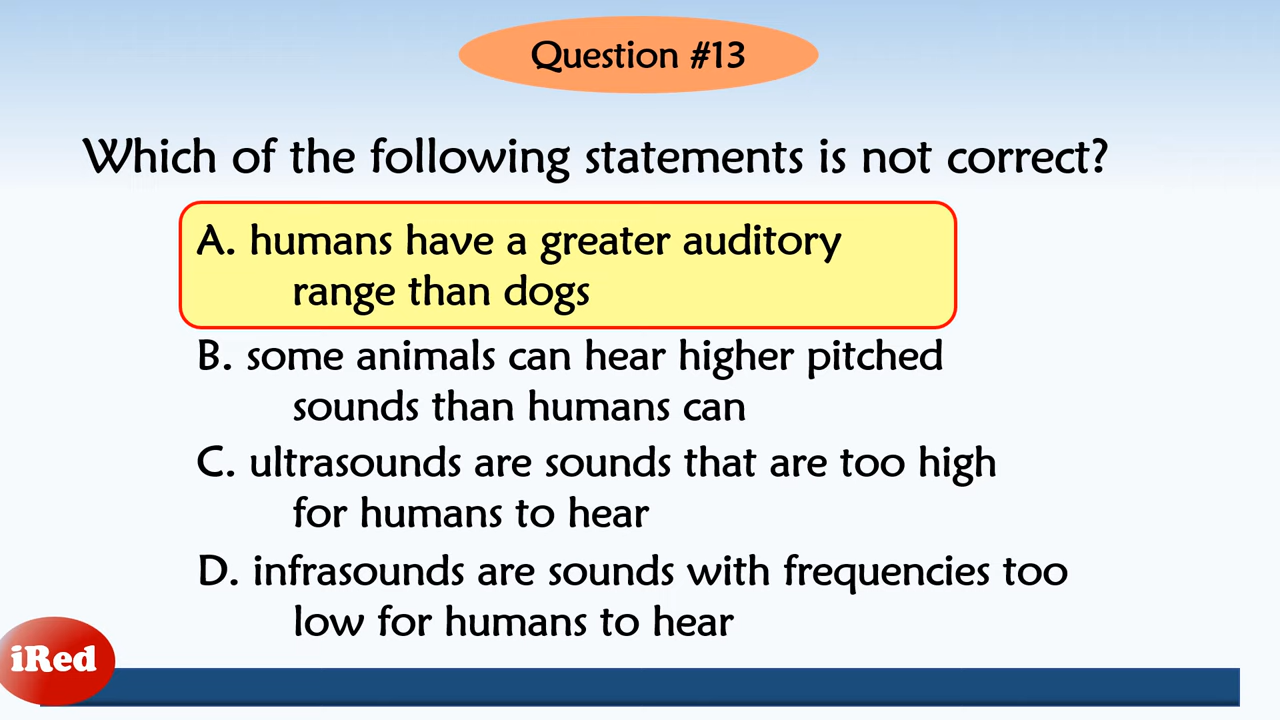 Question #13
Which of the following statements is not correct?
A. humans have a greater auditory
range than dogs
B. some animals can hear higher pitched
sounds than humans can
C. ultrasounds are sounds that are too high
for humans to hear
D. infrasounds are sounds with frequencies too
low for humans to hear
iRed